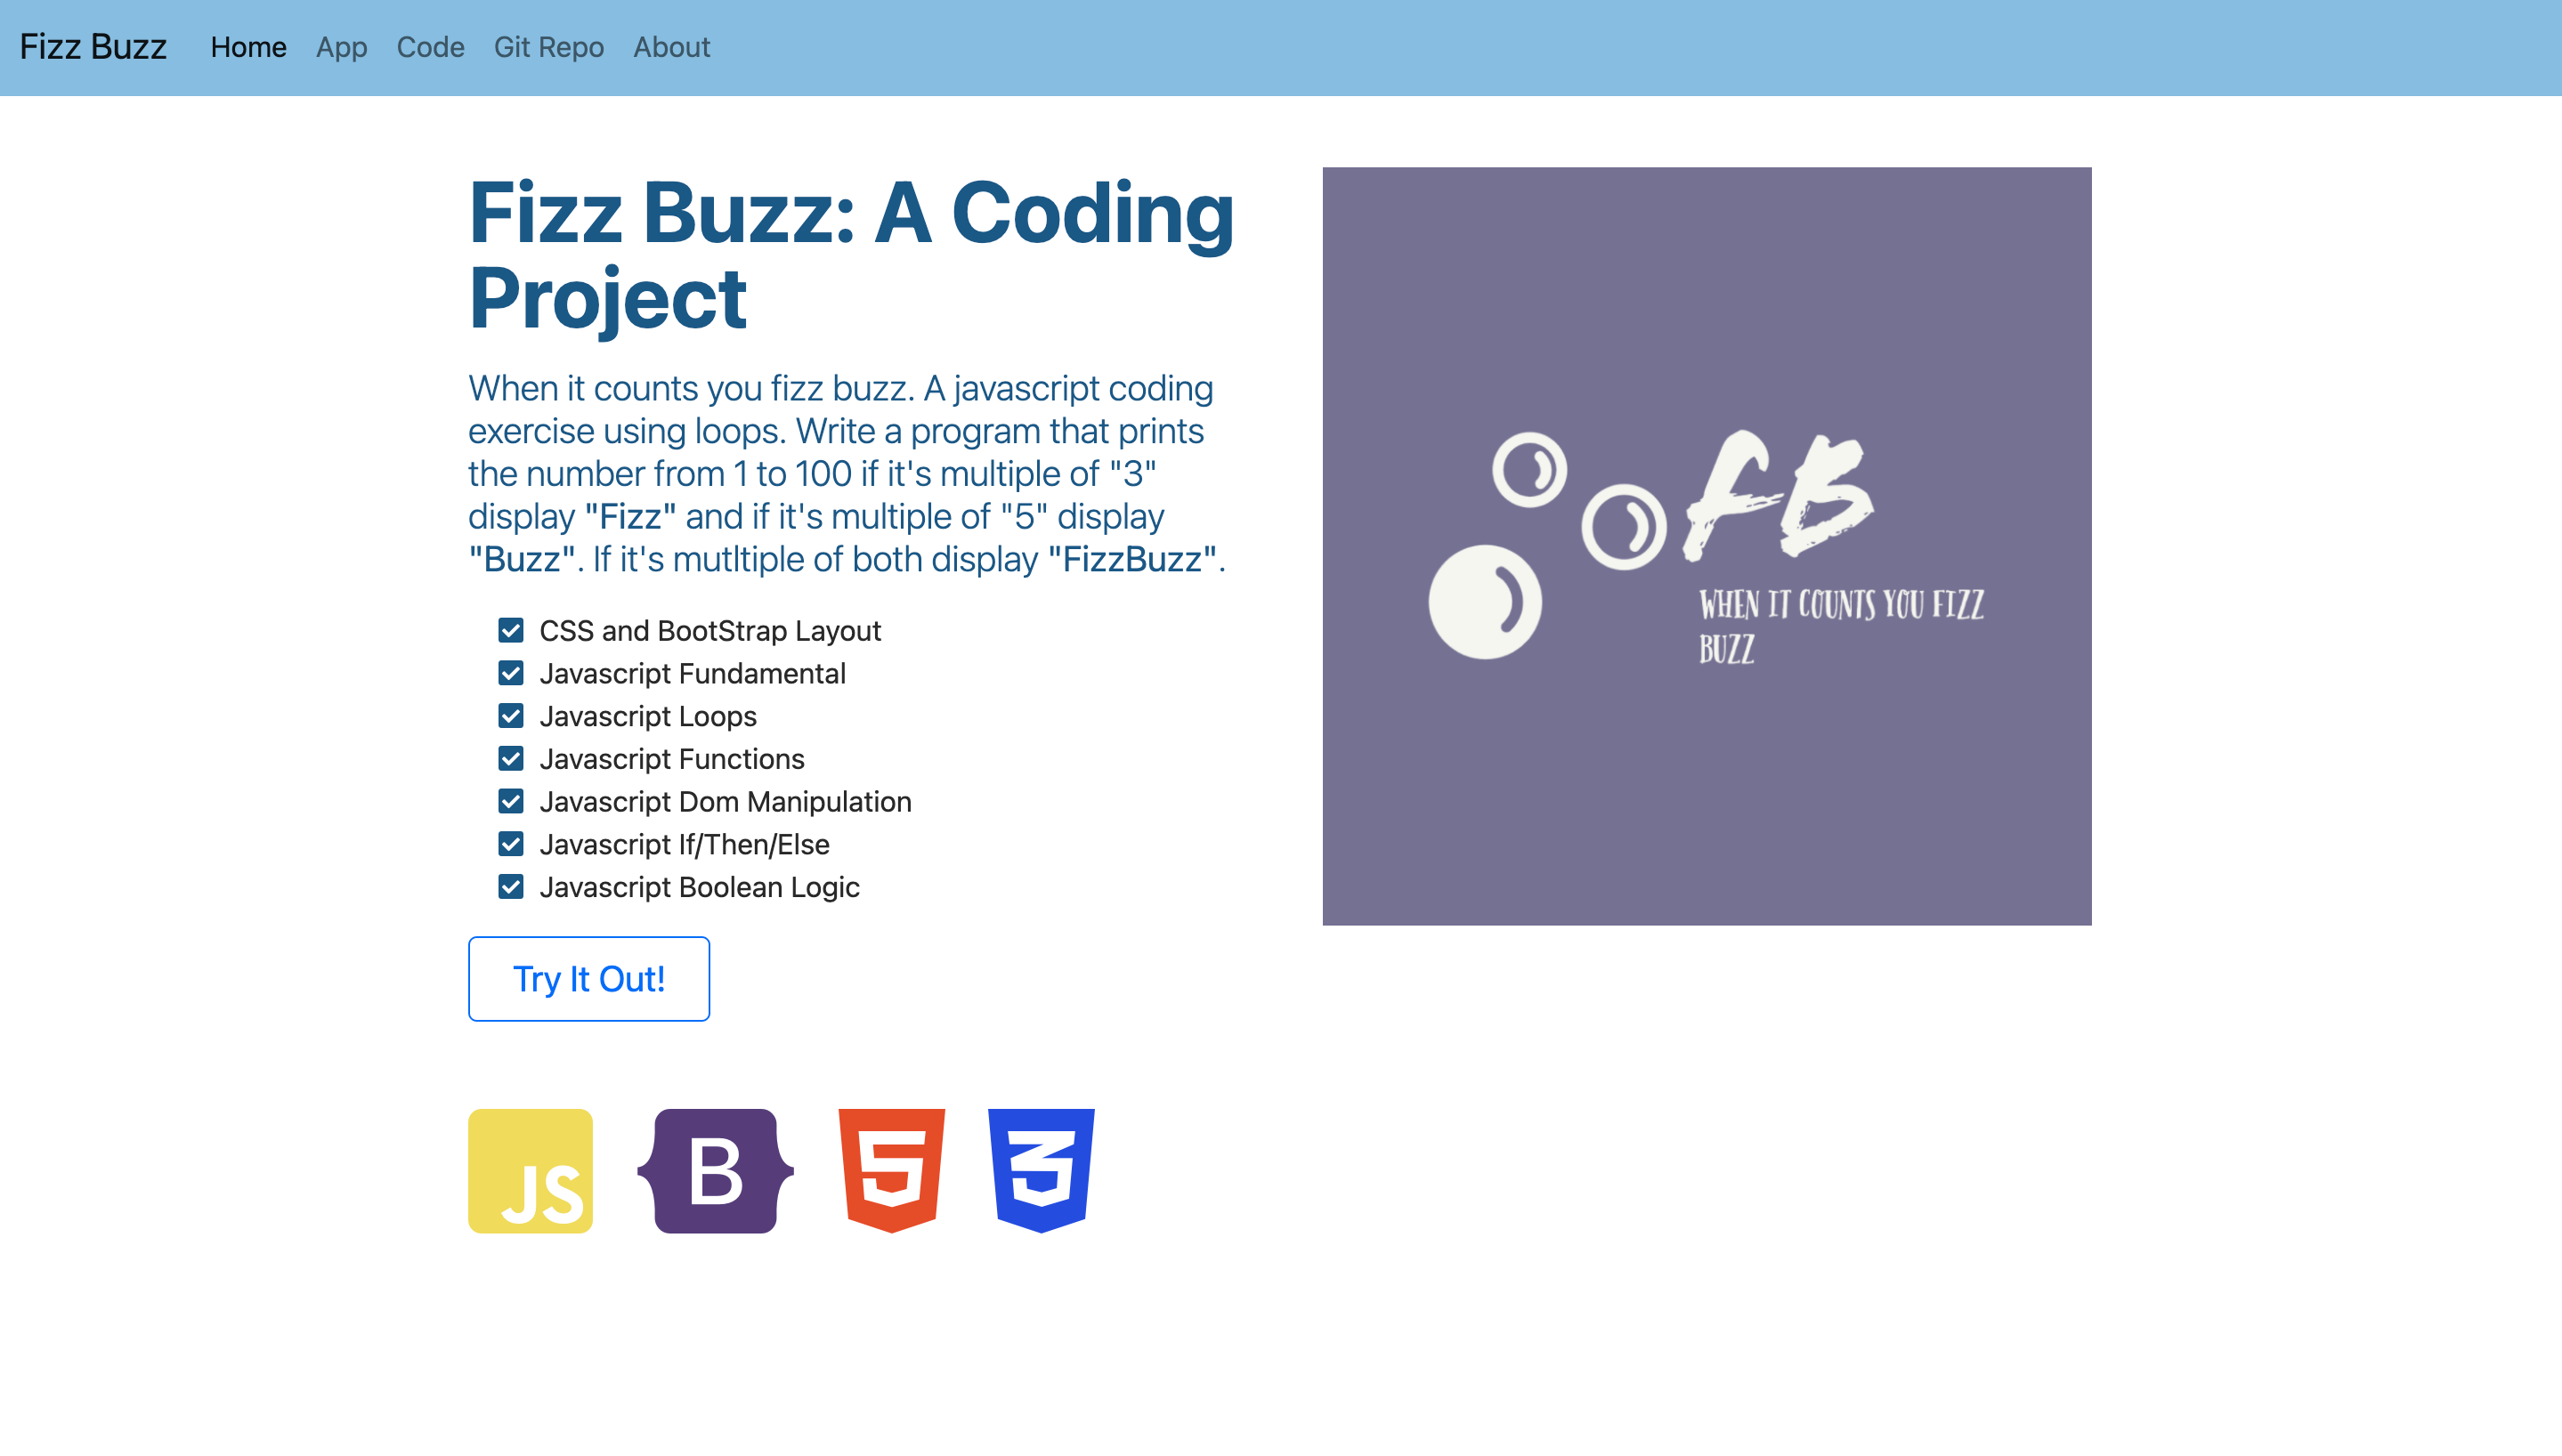 Fizz Buzz Home App Code Git Repo About
Fizz Buzz: A Coding
Project
When it counts you fizz buzz. A javascript coding
exercise using loops. Write a program that prints
the number from 1 to 100 if it's multiple of "3"
display "Fizz" and if it's multiple of "5" display
"Buzz". If it's mutltiple of both display "FizzBuzz".
CSS and BootStrap Layout
Javascript Fundamental
Javascript Loops
Javascript Functions
Javascript Dom Manipulation
Javascript If/Then/Else
Javascript Boolean Logic
Try It Out!
FB
WHEN IT COUNTS YOU FIZZ
BUZZ
JS B 5 3